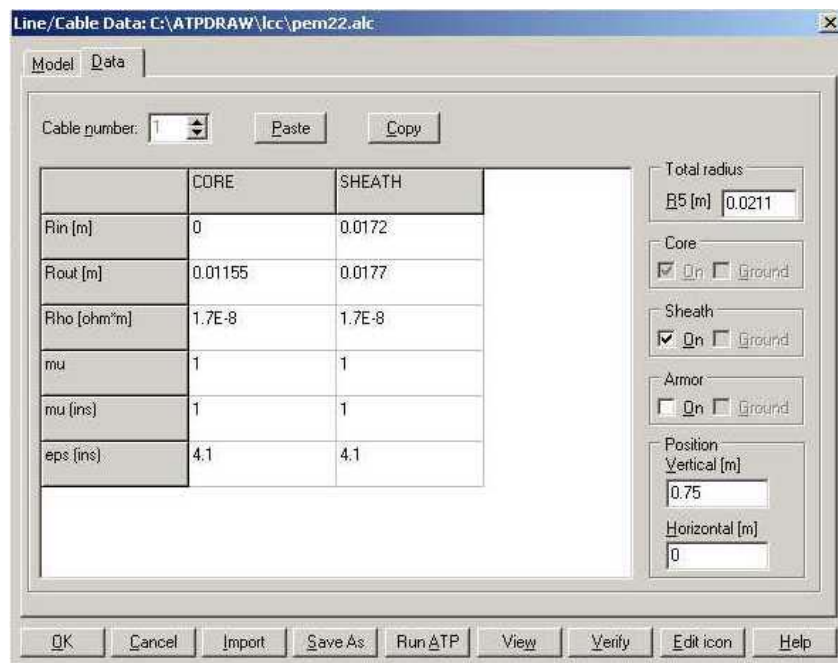 Line/Cable Data: C:\ATPDRAW\lcc\pem22.alc
Model Data
Cable number: 1 Paste Copy
CORE SHEATH
Rin [m] 0 0.0172
Rout [m] 0.01155 0.0177
Rho [ohm*m] 1.7E-8 1.7E-8
mu 1 1
mu (ins) 1 1
eps (ins) 4.1 4.1
Total radius
R5 [m] 0.0211
Core
On Ground
Sheath
On Ground
Armor
On Ground
Position
Vertical [m]
0.75
Horizontal [m]
0
OK Cancel Import Save As Run ATP View Verify Edit icon Help